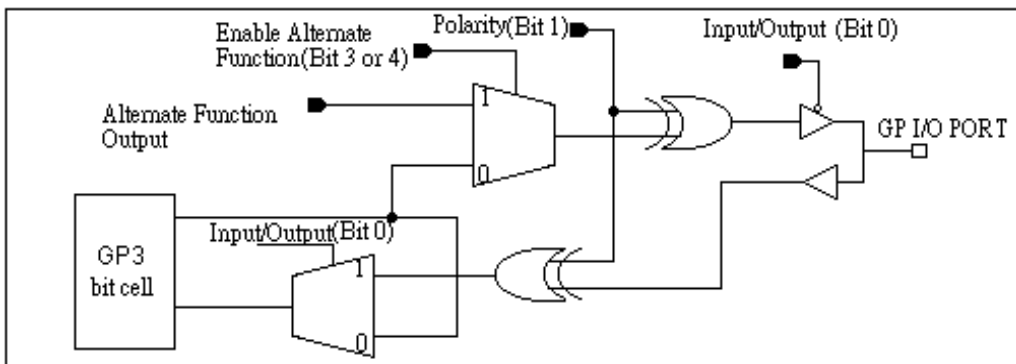 Enable Alternate
Function(Bit 3 or 4)
Polarity(Bit 1)
Input/Output (Bit 0)
Alternate Function
Output
1
0
GP I/O PORT
Input/Output(Bit 0)
GP3
bit cell
1
0